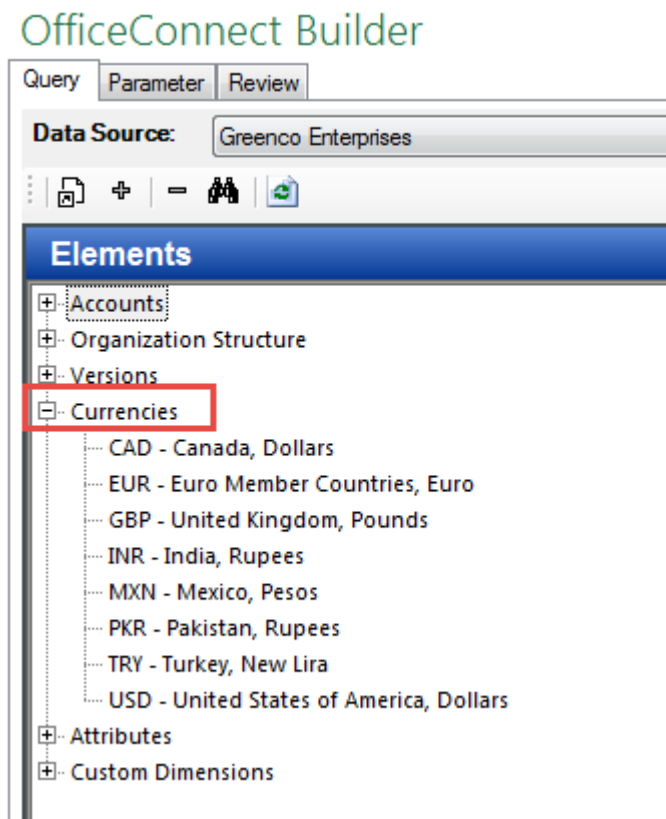 OfficeConnect Builder
Query Parameter Review
Data Source: Greenco Enterprises
Elements
Accounts
Organization Structure
Versions
Currencies
CAD - Canada, Dollars
EUR - Euro Member Countries, Euro
GBP - United Kingdom, Pounds
INR - India, Rupees
MXN - Mexico, Pesos
PKR - Pakistan, Rupees
TRY - Turkey, New Lira
USD - United States of America, Dollars
Attributes
Custom Dimensions